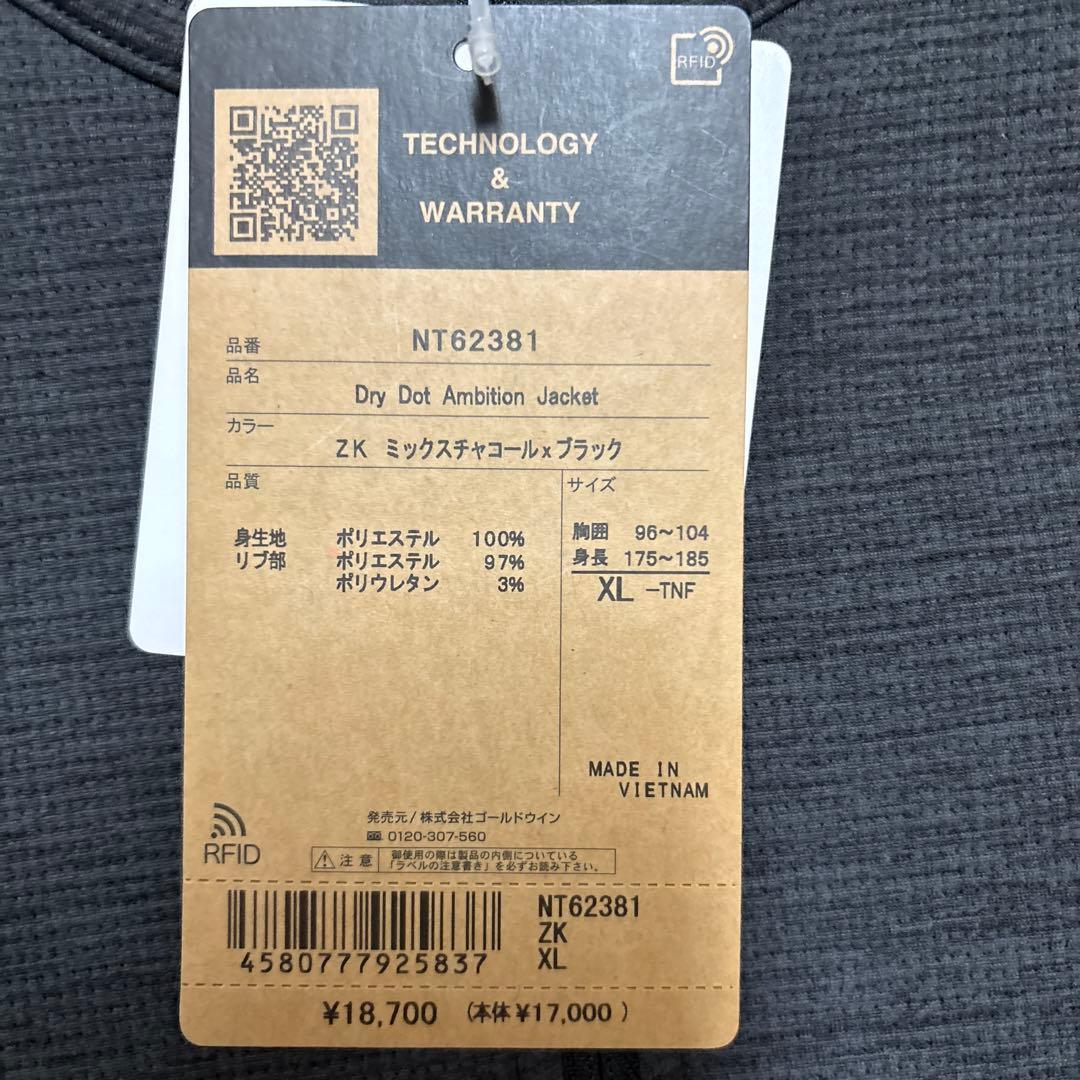 RFID
TECHNOLOGY
&
WARRANTY
品番 NT62381
品名
Dry Dot Ambition Jacket
カラー
ZK ミックスチャコールxブラック
品質
身生地 ポリエステル 100%
リブ部 ポリエステル 97%
ポリウレタン 3%
サイズ
胸囲 96〜104
身長 175〜185
XL -TNF
MADE IN
VIETNAM
発売元/株式会社ゴールドウイン
0120-307-560
RFID
注意
御使用の際は製品の内側についている
「ラベルの注意書き」を必ずお読み下さい。
NT62381
ZK
XL
4580777925837
¥18,700 (本体 ¥17,000 )